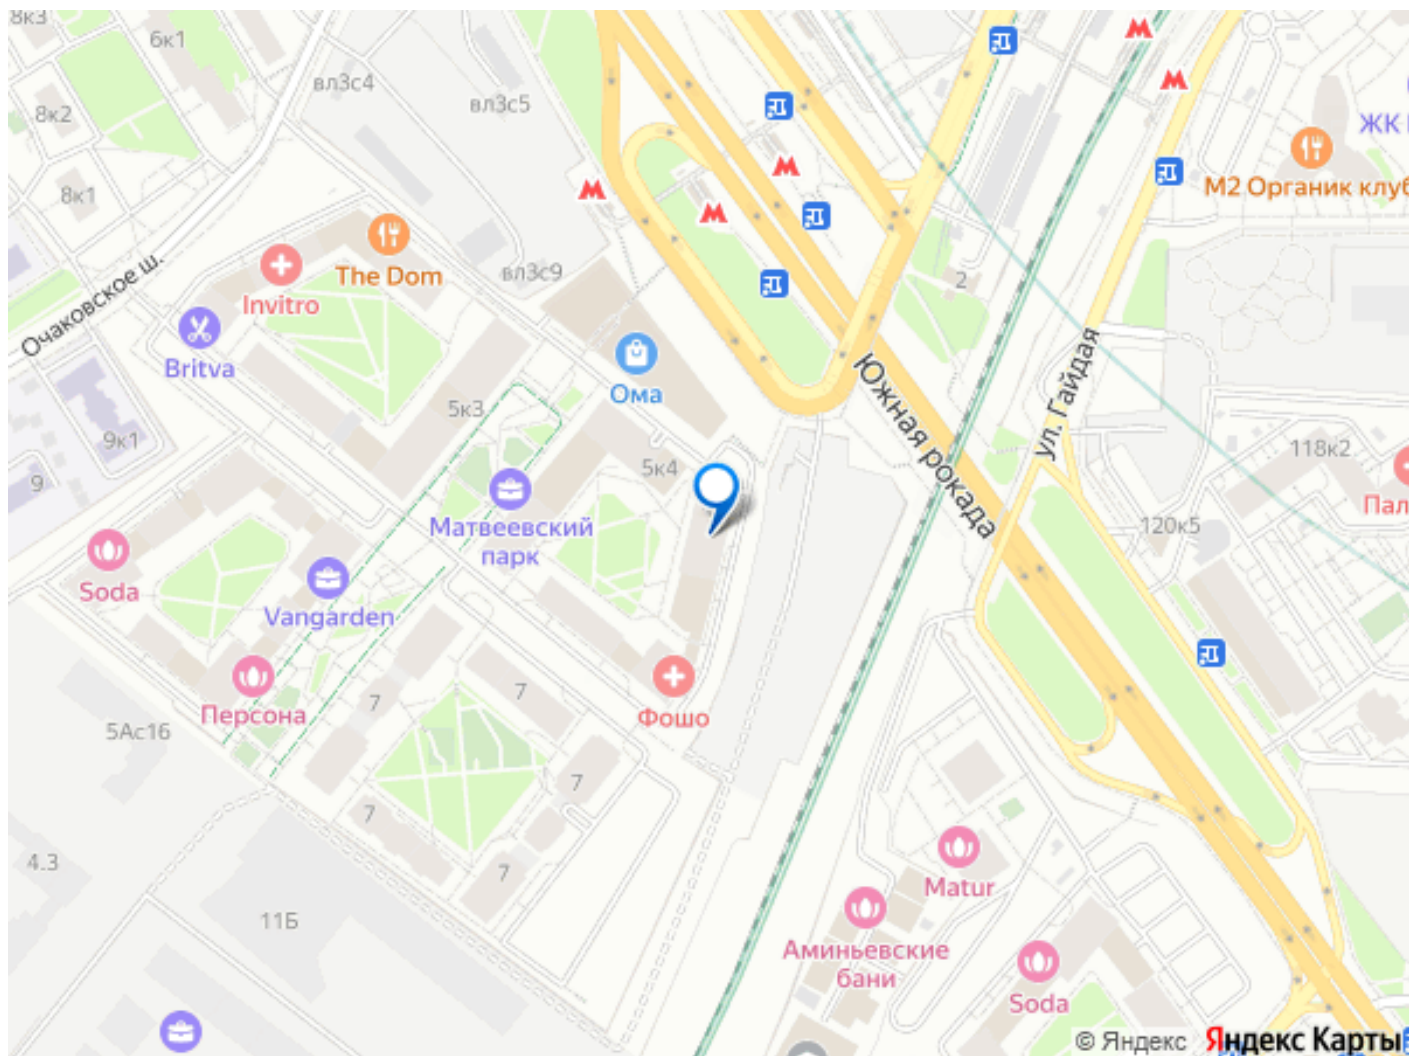 8к3
6к1
вл3с4
вл3с5
8к2
ЖК
М2 Органик клуб
8к1
вл3с9
2
The Dom
Invitro
Очаковское ш.
Britva
Ома
Южная рокада
ул. Гайдая
5к3
9к1
118к2
5к4
9
Пал
Матвеевский
парк
120к5
Soda
Vangarden
7
7
Персона
Фошо
5Ас16
7
7
4.3
7
Matur
11Б
Аминьевские
бани
Soda
© Яндекс Яндекс Карты